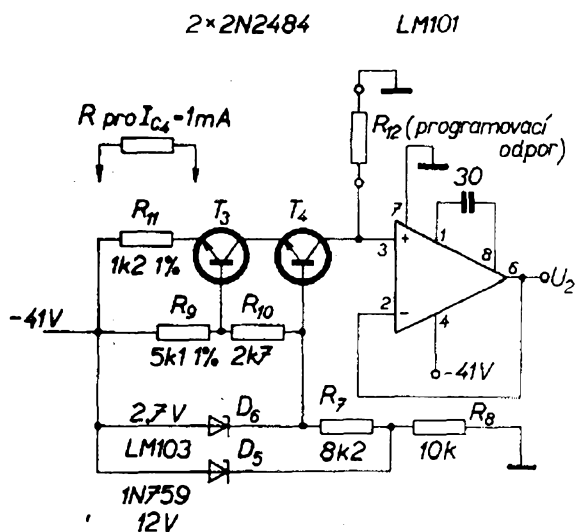 2×2N2484 LM101
R pro I_C4=1mA
R12 (programovací
odpor)
30
R11
T3
T4
7
1
1k2 1%
+
3
8
6
U2
R9
R10
2
−
-41V
5k1 1%
2k7
4
-41V
2,7V
D6
R7
R8
LM103
D5
8k2
10k
1N759
12V